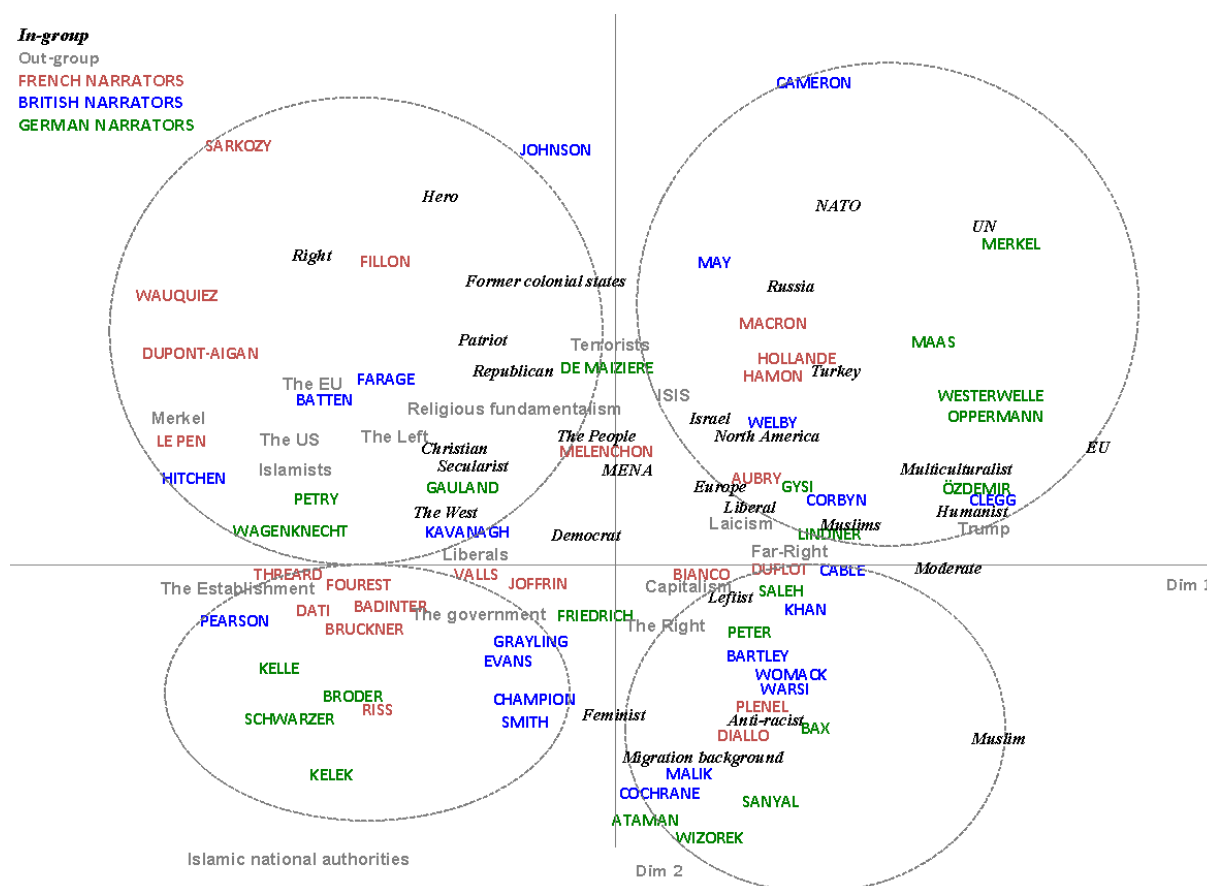 In-group
Out-group
FRENCH NARRATORS
BRITISH NARRATORS
GERMAN NARRATORS
CAMERON
SARKOZY
JOHNSON
Hero
NATO
UN
MERKEL
Right
FILLON
MAY
Former colonial states
Russia
WAUQUIEZ
MACRON
Patriot
Terrorists
MAAS
DUPONT-AIGAN
HOLLANDE
Republican
DE MAIZIERE
HAMON
Turkey
The EU
FARAGE
BATTEN
ISIS
WESTERWELLE
Religious fundamentalism
OPPERMANN
Merkel
Israel
WELBY
LE PEN
The US
The Left
The People
North America
Christian
MELENCHON
EU
Islamists
Secularist
MENA
Multiculturalist
HITCHEN
AUBRY
GAULAND
Europe
GYSI
ÖZDEMIR
PETRY
CORBYN
CLEGG
The West
Liberal
Humanist
WAGENKNECHT
KAVANAGH
Democrat
Laicism
Muslims
LINDNER
Trump
Liberals
Far-Right
THREARD
VALLS
BIANCO
DUFLOT
CABLE
Moderate
Dim 1
The Establishment
FOUREST
JOFFRIN
Capitalism
SALEH
Leftist
DATI
BADINTER
KHAN
PEARSON
The government
FRIEDRICH
The Right
BRUCKNER
PETER
GRAYLING
EVANS
BARTLEY
KELLE
WOMACK
WARSI
BRODER
CHAMPION
RISS
PLENEL
SCHWARZER
SMITH
Feminist
Anti-racist
BAX
DIALLO
Muslim
Migration background
KELEK
MALIK
COCHRANE
SANYAL
ATAMAN
WIZOREK
Islamic national authorities
Dim 2